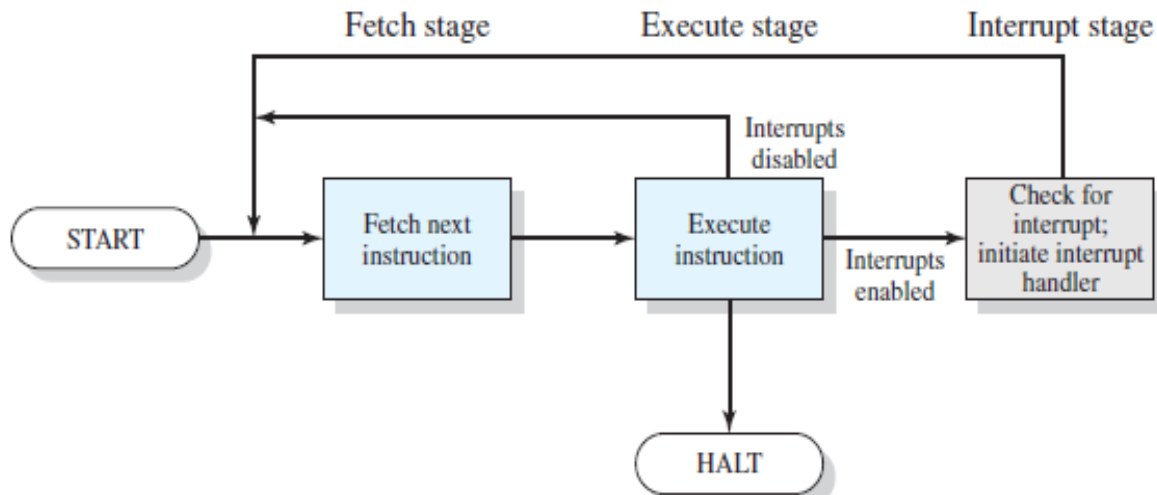 Fetch stage
Execute stage
Interrupt stage
Interrupts
disabled
START
Fetch next
instruction
Execute
instruction
Interrupts
enabled
Check for
interrupt;
initiate interrupt
handler
HALT